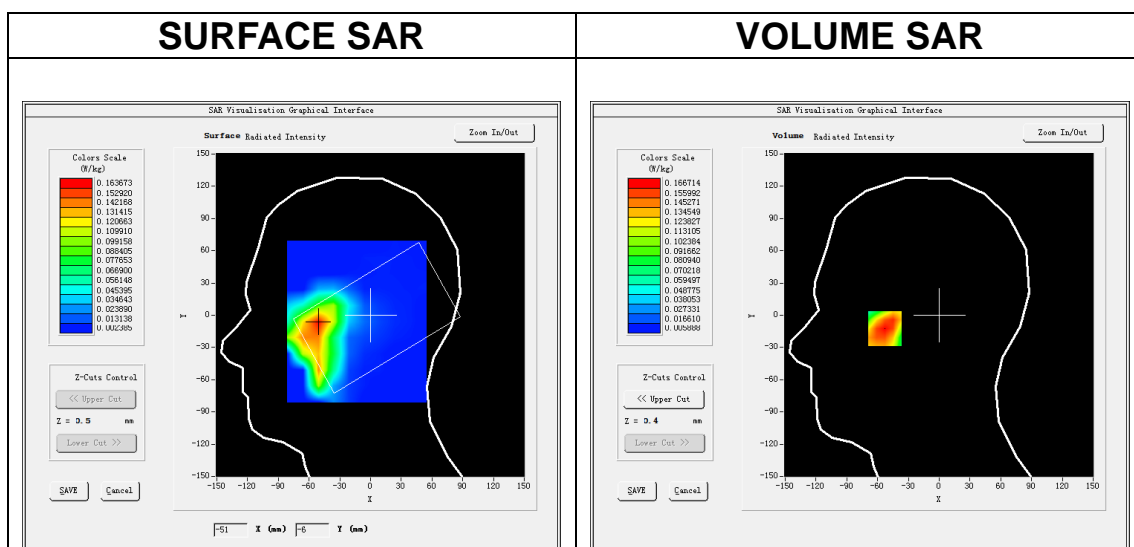 SURFACE SAR
VOLUME SAR
SAR Visualisation Graphical Interface
Surface Radiated Intensity
Zoom In/Out
Colors Scale
(W/kg)
0.163673
0.152920
0.142168
0.131415
0.120663
0.109910
0.099158
0.088405
0.077653
0.066900
0.056148
0.045395
0.034643
0.023890
0.013138
0.002385
Z-Cuts Control
<< Upper Cut
Z = 0.5 mm
Lower Cut >>
SAVE
Cancel
150
120
90
60
30
0
-30
-60
-90
-120
-150
Y
-150 -120 -90 -60 -30 0 30 60 90 120 150
X
-51 X (mm) -6 Y (mm)
SAR Visualisation Graphical Interface
Volume Radiated Intensity
Zoom In/Out
Colors Scale
(W/kg)
0.166714
0.155992
0.145271
0.134549
0.123827
0.113105
0.102384
0.091662
0.080940
0.070218
0.059497
0.048775
0.038053
0.027331
0.016610
0.005888
Z-Cuts Control
<< Upper Cut
Z = 0.4 mm
Lower Cut >>
SAVE
Cancel
150
120
90
60
30
0
-30
-60
-90
-120
-150
Y
-150 -120 -90 -60 -30 0 30 60 90 120 150
X